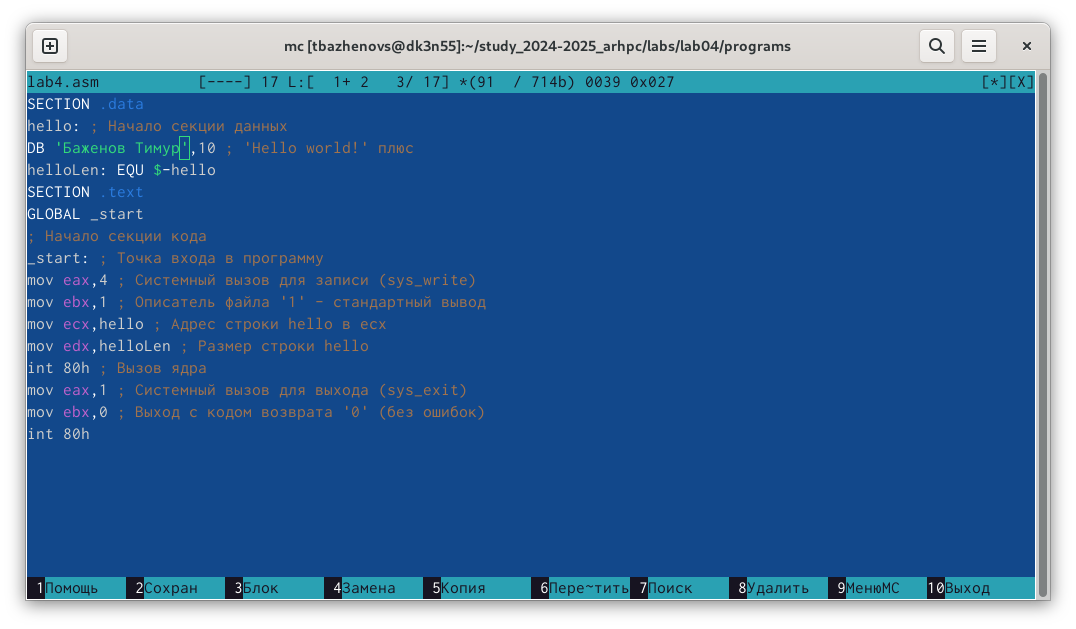 mc [tbazhenovs@dk3n55]:~/study_2024-2025_arhpc/labs/lab04/programs
lab4.asm [----] 17 L:[ 1+ 2 3/ 17] *(91 / 714b) 0039 0x027 [*][X]
SECTION .data
hello: ; Начало секции данных
DB 'Баженов Тимур',10 ; 'Hello world!' плюс
helloLen: EQU $-hello
SECTION .text
GLOBAL _start
; Начало секции кода
_start: ; Точка входа в программу
mov eax,4 ; Системный вызов для записи (sys_write)
mov ebx,1 ; Описатель файла '1' - стандартный вывод
mov ecx,hello ; Адрес строки hello в ecx
mov edx,helloLen ; Размер строки hello
int 80h ; Вызов ядра
mov eax,1 ; Системный вызов для выхода (sys_exit)
mov ebx,0 ; Выход с кодом возврата '0' (без ошибок)
int 80h
1Помощь 2Сохран 3Блок 4Замена 5Копия 6Пере~тить 7Поиск 8Удалить 9МенюMC 10Выход